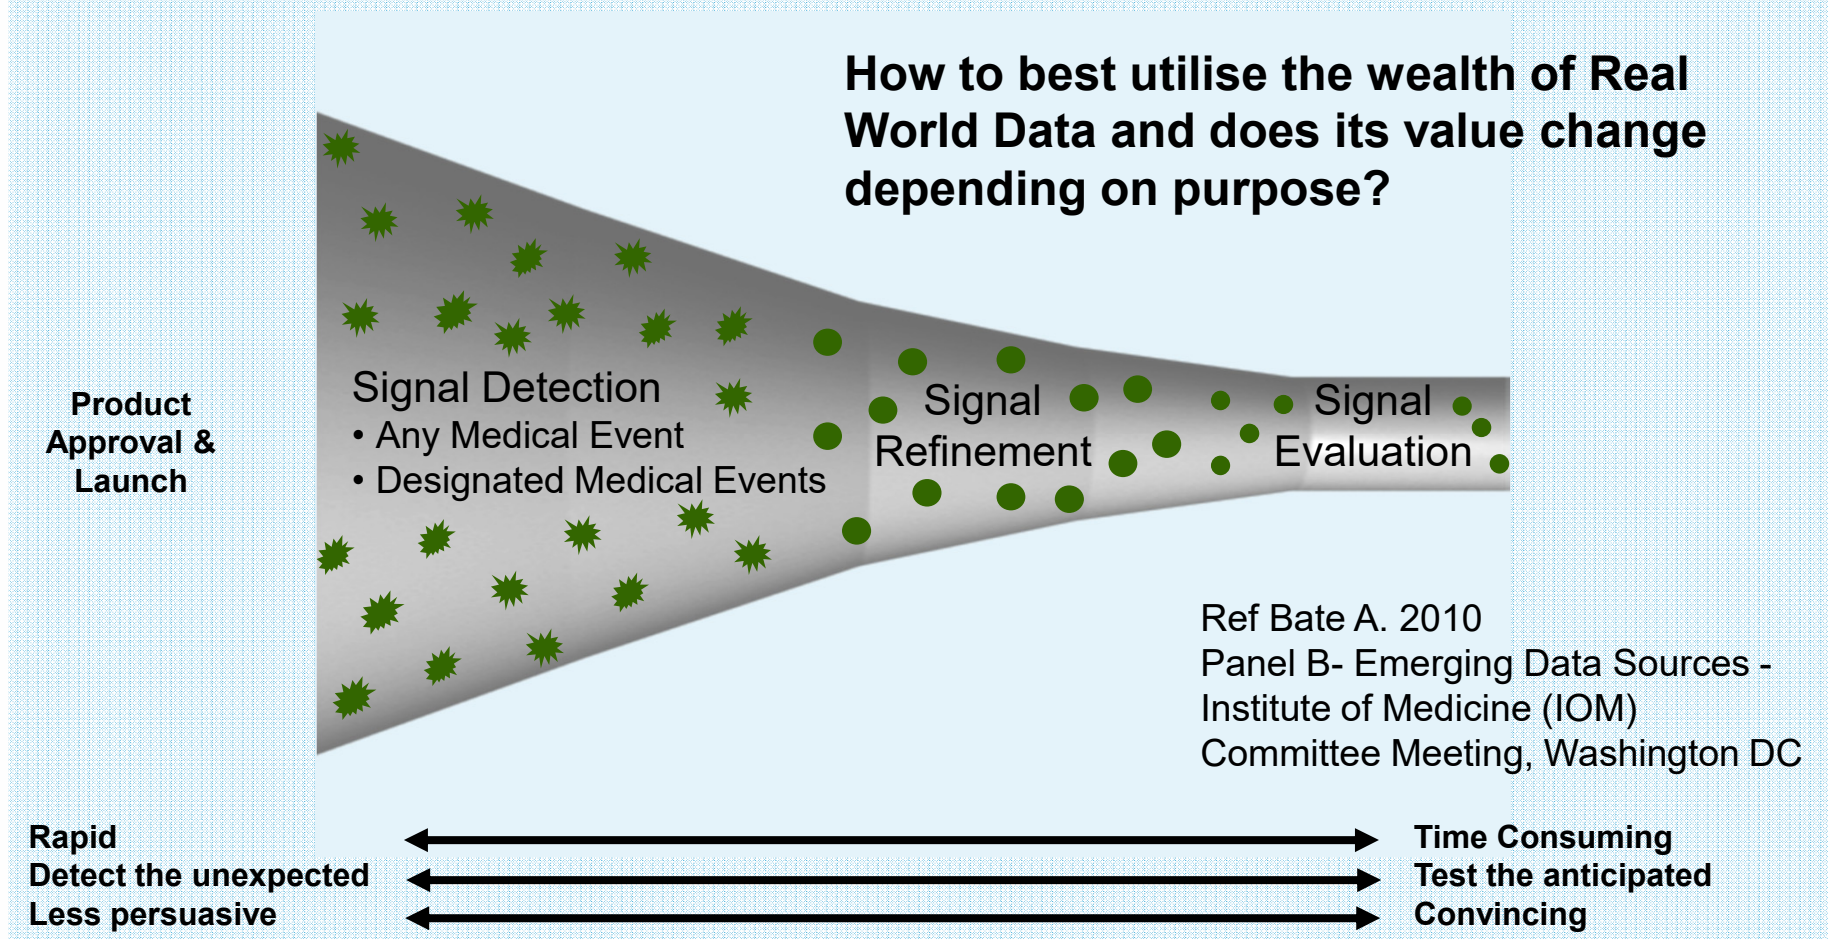 How to best utilise the wealth of Real
World Data and does its value change
depending on purpose?
Product
Approval &
Launch
Signal Detection
• Any Medical Event
• Designated Medical Events
Signal
Refinement
Signal
Evaluation
Ref Bate A. 2010
Panel B- Emerging Data Sources -
Institute of Medicine (IOM)
Committee Meeting, Washington DC
Rapid
Detect the unexpected
Less persuasive
Time Consuming
Test the anticipated
Convincing